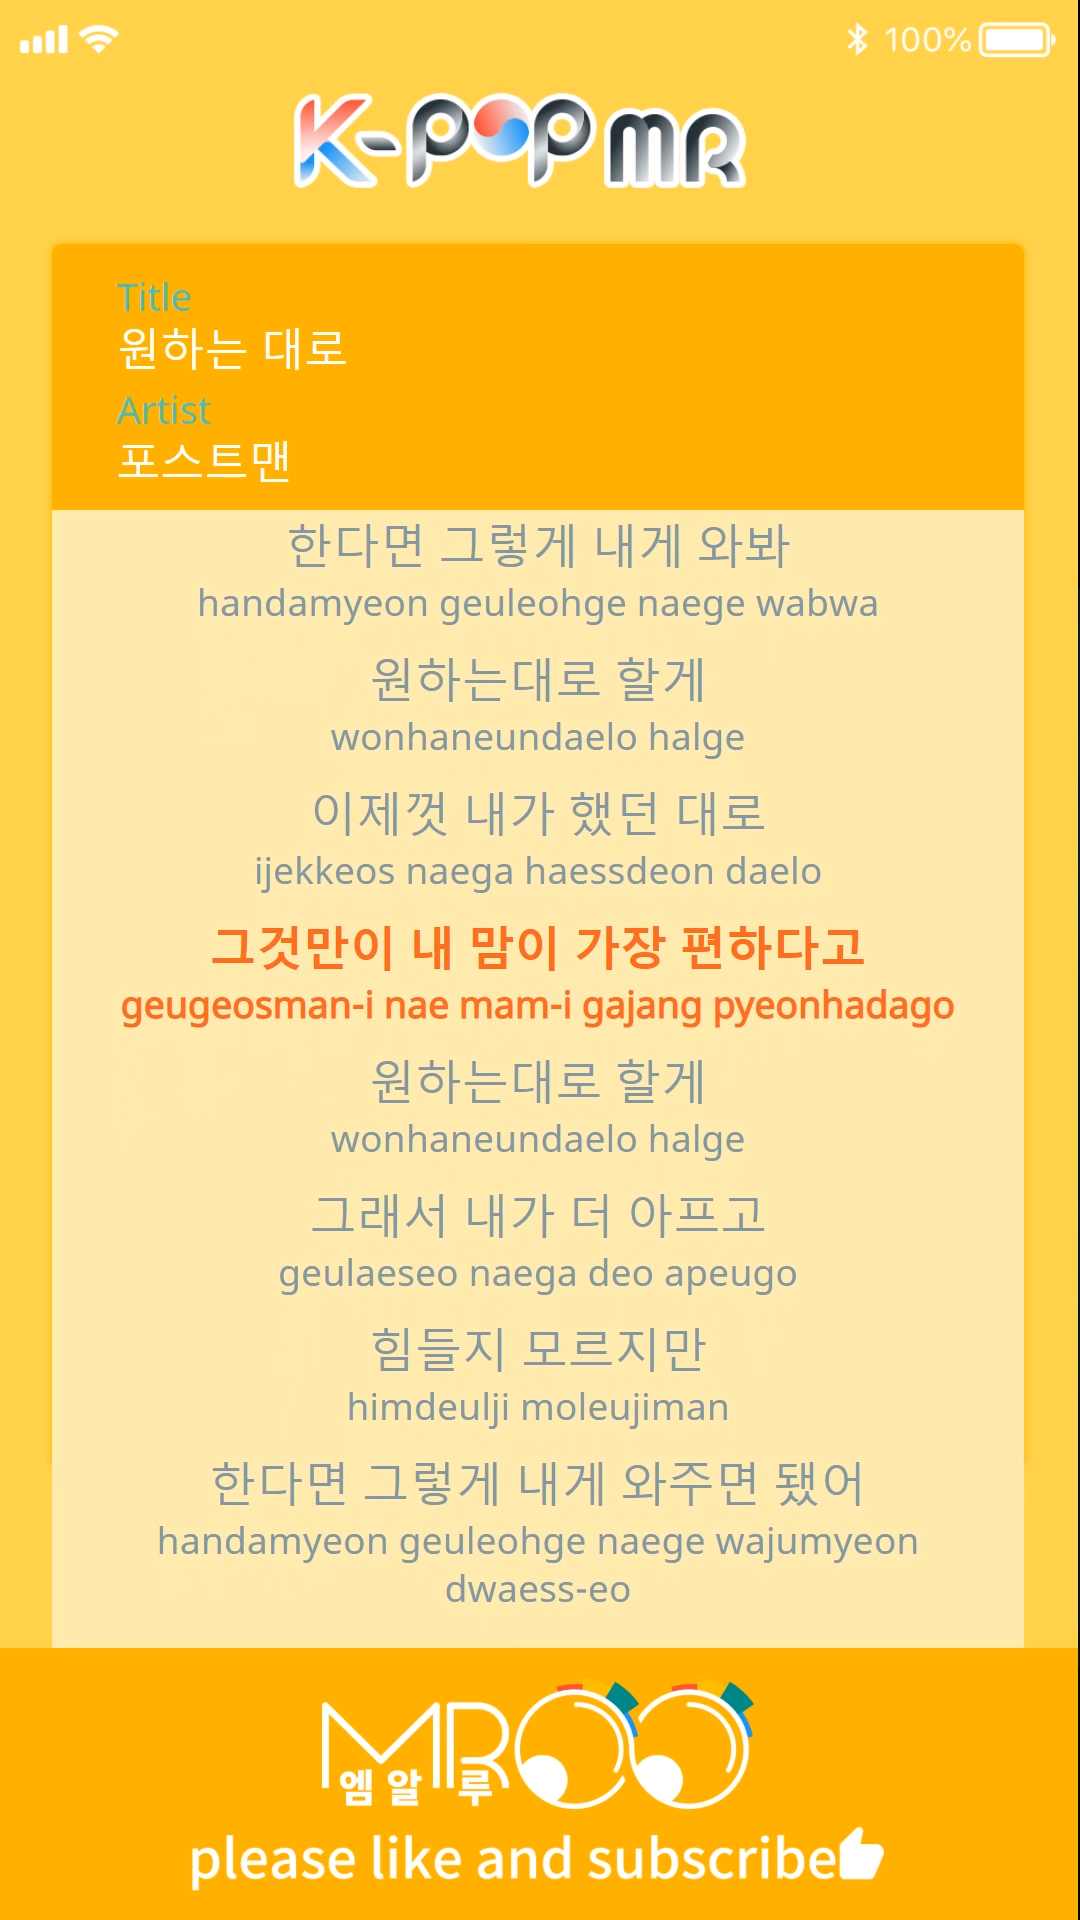 100%
K-POP MR
Title
원하는 대로
Artist
포스트맨
한다면 그렇게 내게 와봐
handamyeon geuleohge naege wabwa
원하는대로 할게
wonhaneundaelo halge
이제껏 내가 했던 대로
ijekkeos naega haessdeon daelo
그것만이 내 맘이 가장 편하다고
geugeosman-i nae mam-i gajang pyeonhadago
원하는대로 할게
wonhaneundaelo halge
그래서 내가 더 아프고
geulaeseo naega deo apeugo
힘들지 모르지만
himdeulji moleujiman
한다면 그렇게 내게 와주면 됐어
handamyeon geuleohge naege wajumyeon
dwaess-eo
MROO
엠알루
please like and subscribe